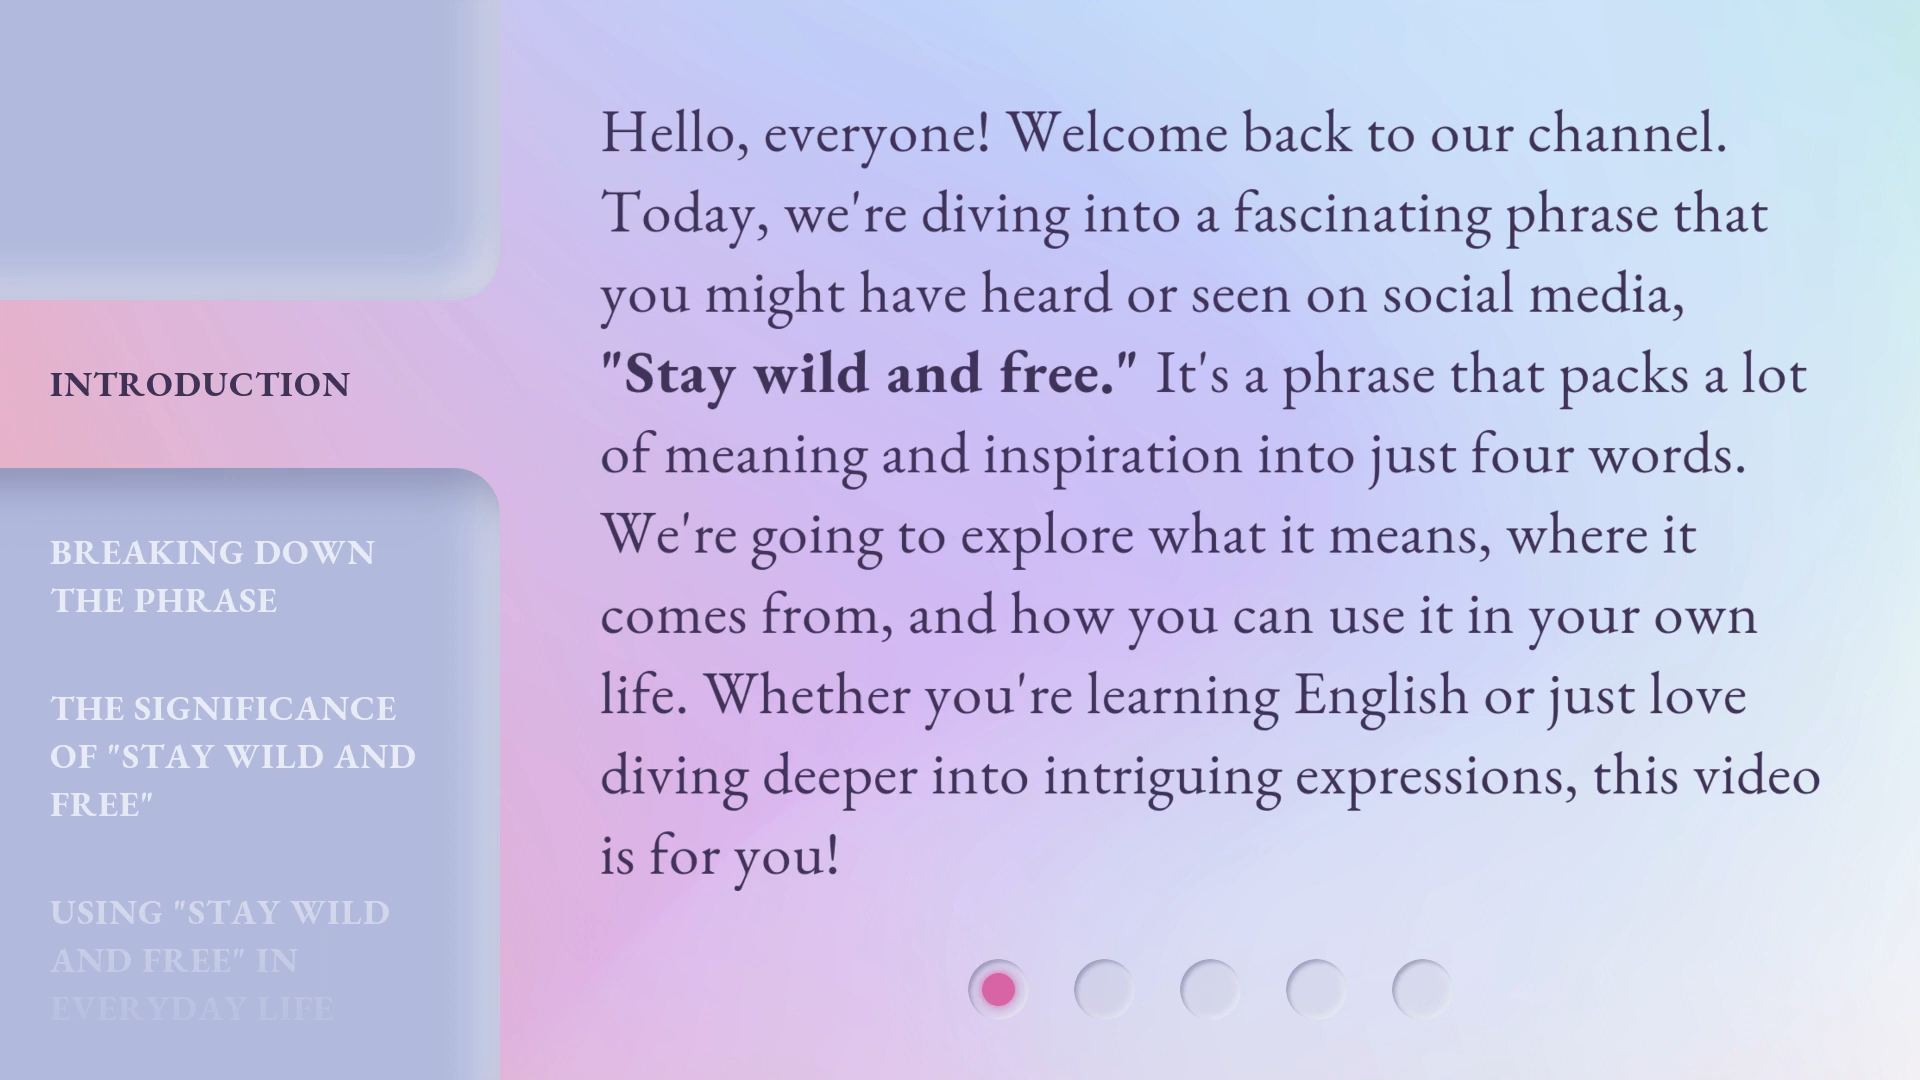 INTRODUCTION
BREAKING DOWN
THE PHRASE
THE SIGNIFICANCE
OF "STAY WILD AND
FREE"
USING "STAY WILD
AND FREE" IN
EVERYDAY LIFE
Hello, everyone! Welcome back to our channel.
Today, we're diving into a fascinating phrase that
you might have heard or seen on social media,
"Stay wild and free." It's a phrase that packs a lot
of meaning and inspiration into just four words.
We're going to explore what it means, where it
comes from, and how you can use it in your own
life. Whether you're learning English or just love
diving deeper into intriguing expressions, this video
is for you!